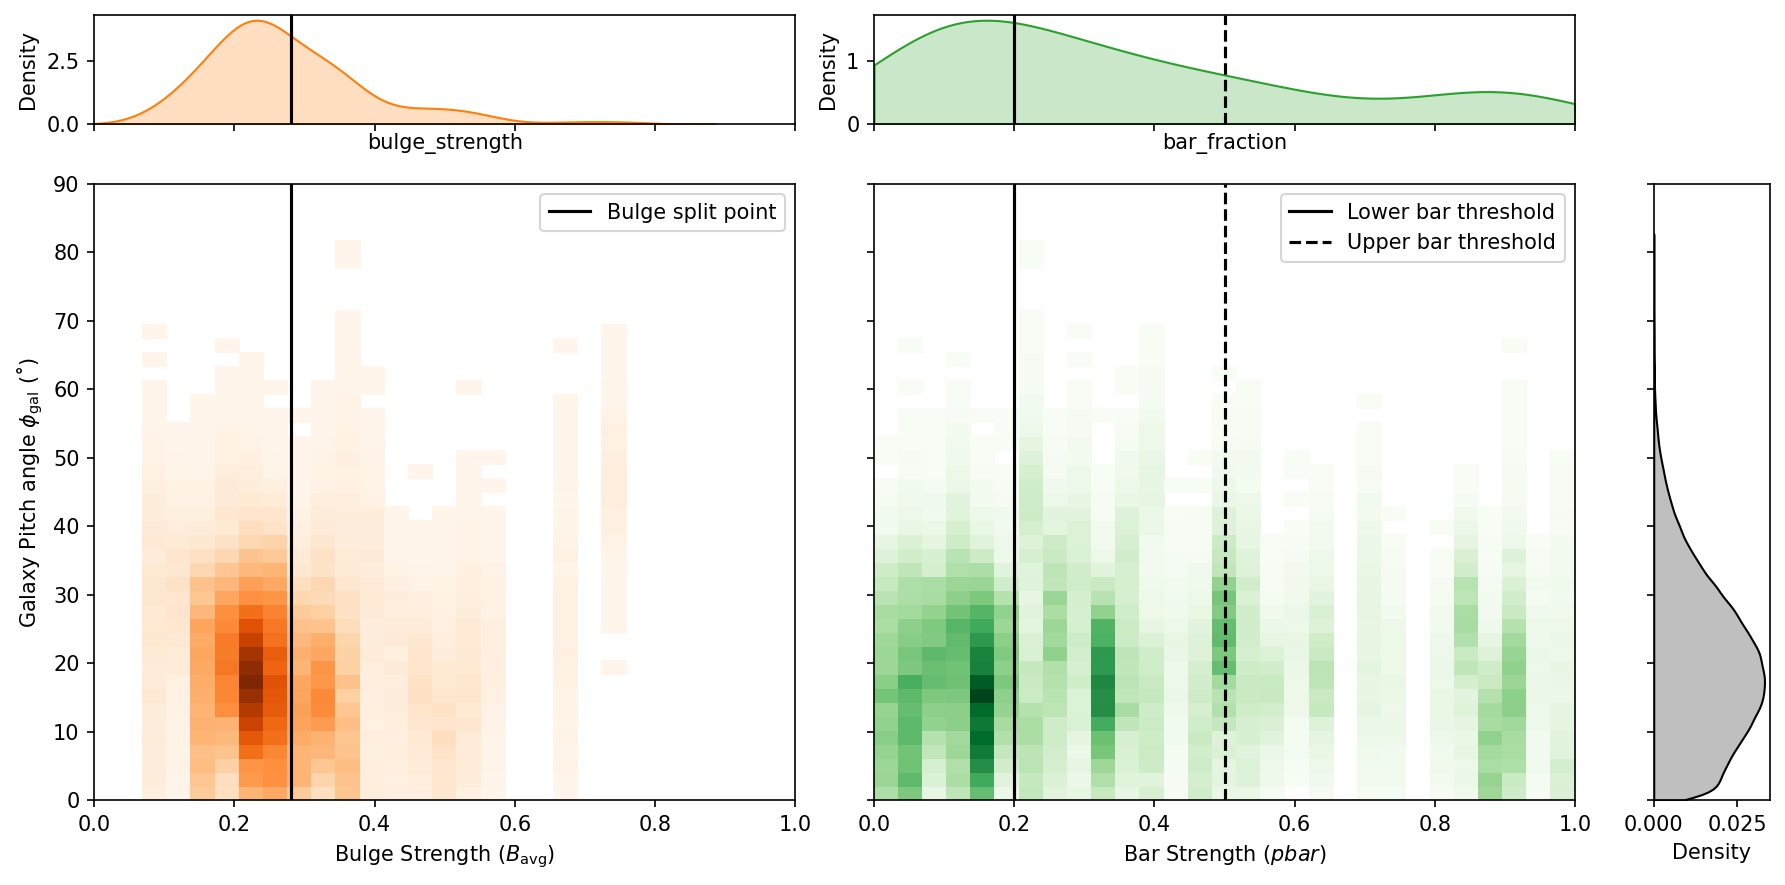 Density
2.5
0.0
bulge_strength
Density
1
0
bar_fraction
Galaxy Pitch angle ϕgal (°)
90
80
70
60
50
40
30
20
10
0
Bulge split point
0.0 0.2 0.4 0.6 0.8 1.0
Bulge Strength (Bavg)
Lower bar threshold
Upper bar threshold
0.0 0.2 0.4 0.6 0.8 1.0
Bar Strength (pbar)
0.000 0.025
Density